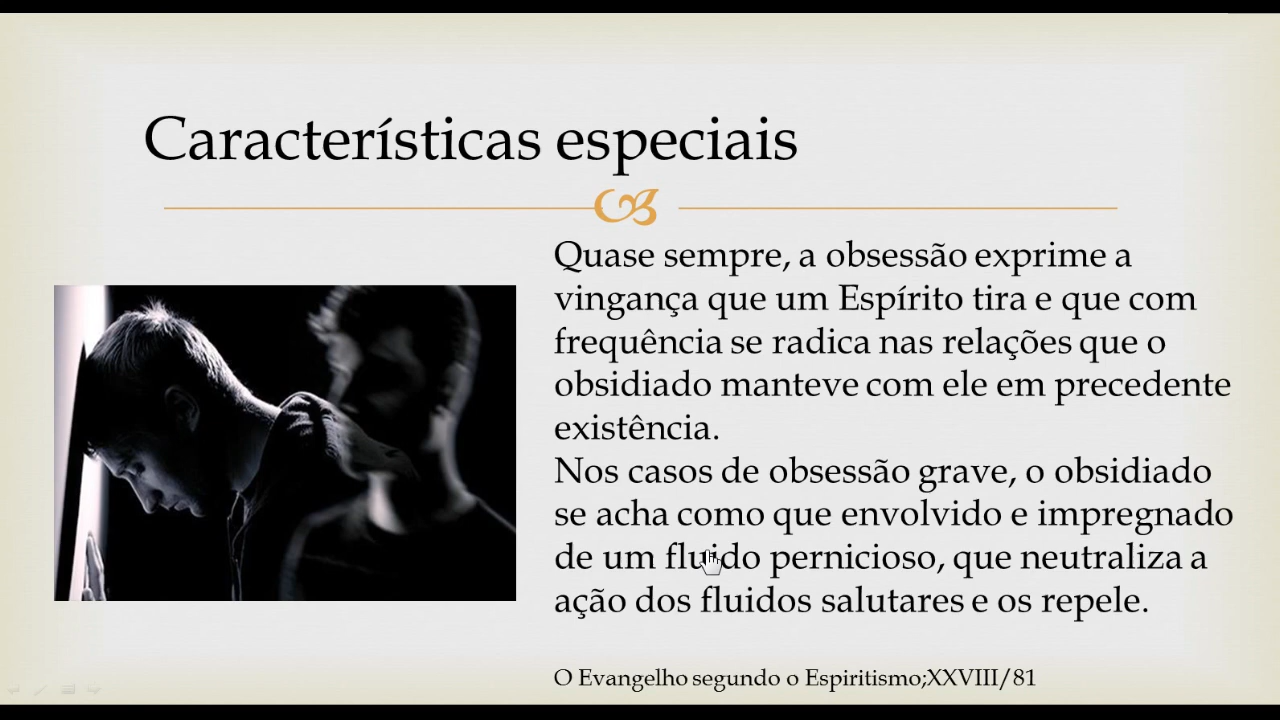 Características especiais
Quase sempre, a obsessão exprime a
vingança que um Espírito tira e que com
frequência se radica nas relações que o
obsidiado manteve com ele em precedente
existência.
Nos casos de obsessão grave, o obsidiado
se acha como que envolvido e impregnado
de um fluido pernicioso, que neutraliza a
ação dos fluidos salutares e os repele.
O Evangelho segundo o Espiritismo;XXVIII/81